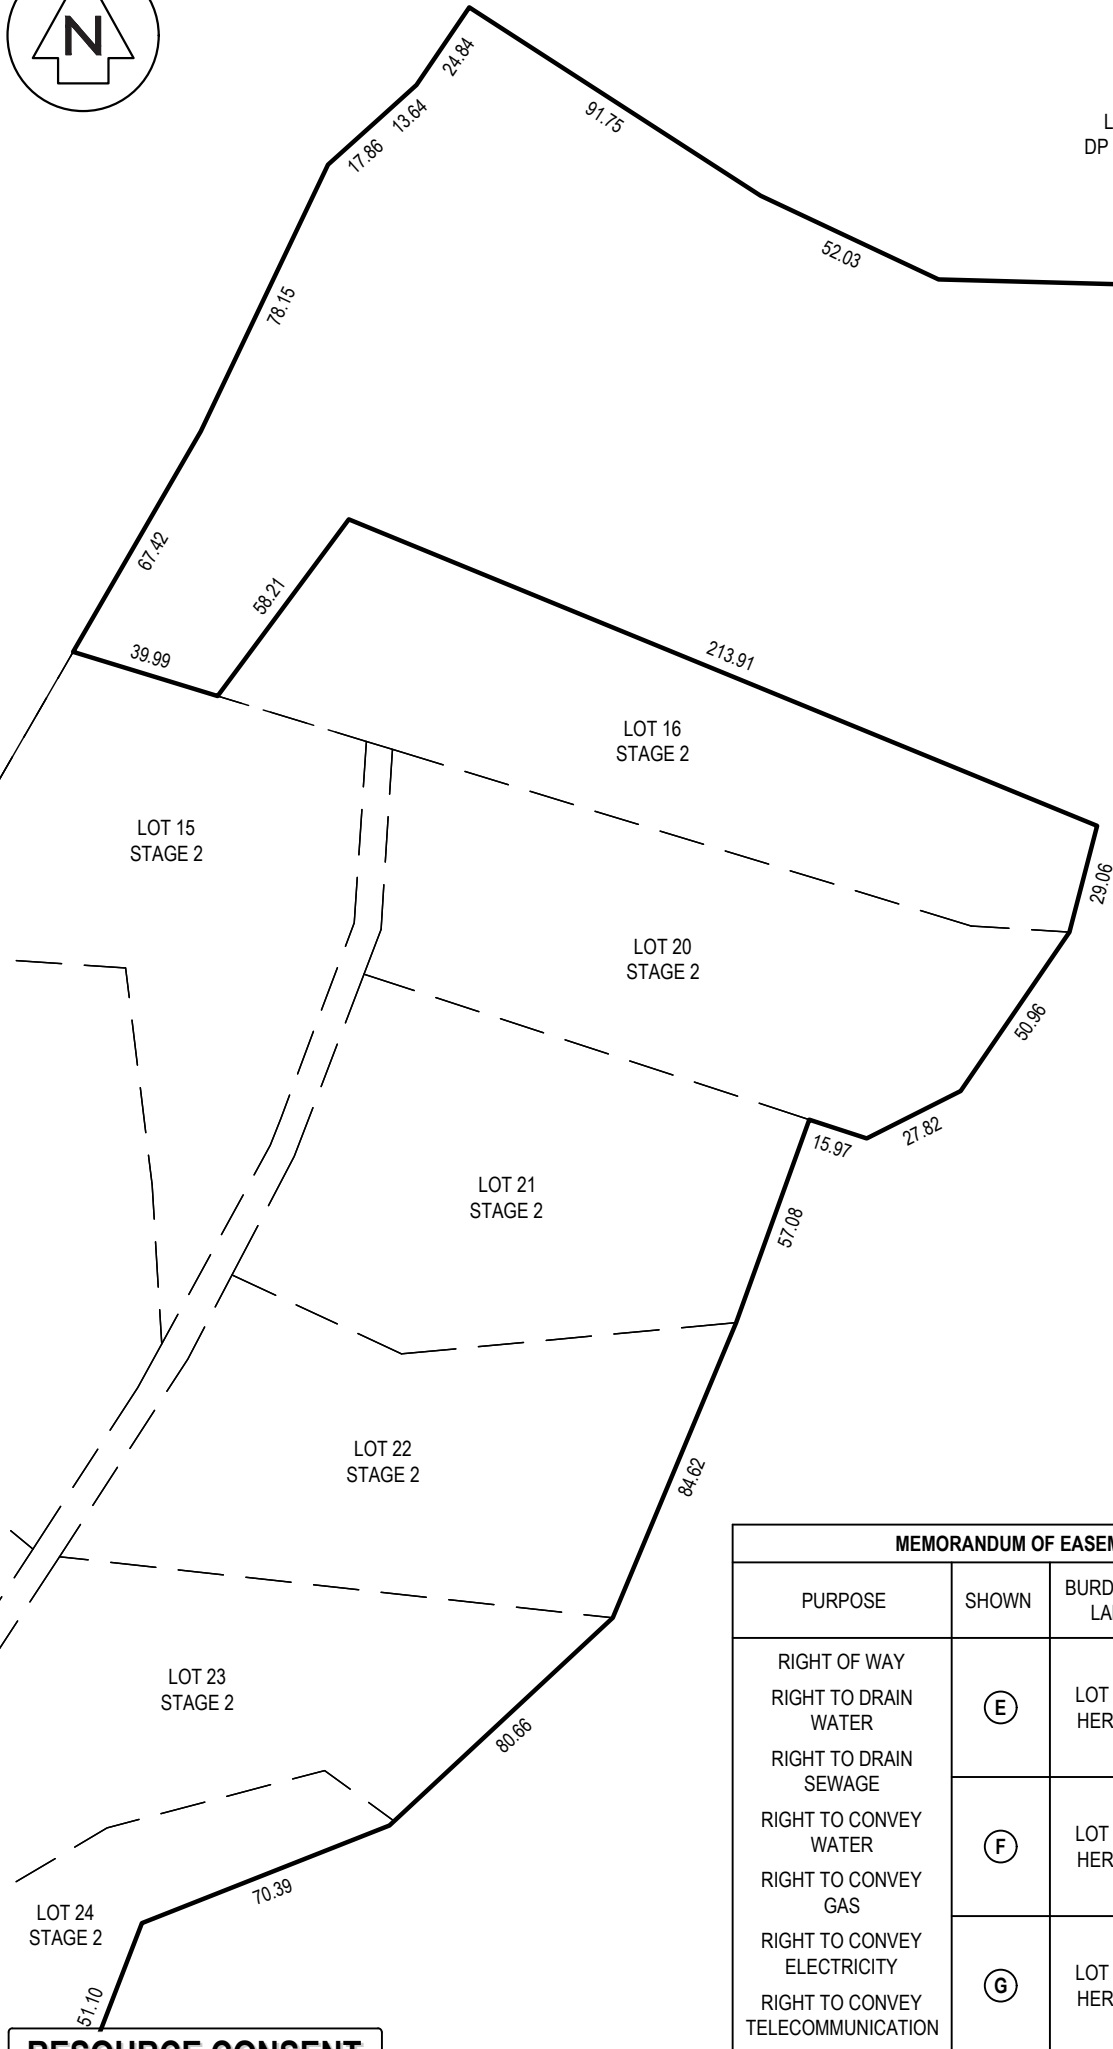 N
24.84
13.64
17.86
91.75
L
DP
52.03
78.15
67.42
58.21
39.99
213.91
LOT 16
STAGE 2
LOT 15
STAGE 2
29.06
LOT 20
STAGE 2
50.96
27.82
15.97
57.08
LOT 21
STAGE 2
LOT 22
STAGE 2
84.62
LOT 23
STAGE 2
80.66
70.39
LOT 24
STAGE 2
51.10
RESOURCE CONSENT
MEMORANDUM OF EASEM
PURPOSE
SHOWN
BURD
LA
RIGHT OF WAY
RIGHT TO DRAIN
WATER
RIGHT TO DRAIN
SEWAGE
RIGHT TO CONVEY
WATER
RIGHT TO CONVEY
GAS
RIGHT TO CONVEY
ELECTRICITY
RIGHT TO CONVEY
TELECOMMUNICATION
E
LOT
HER
F
LOT
HER
G
LOT
HER